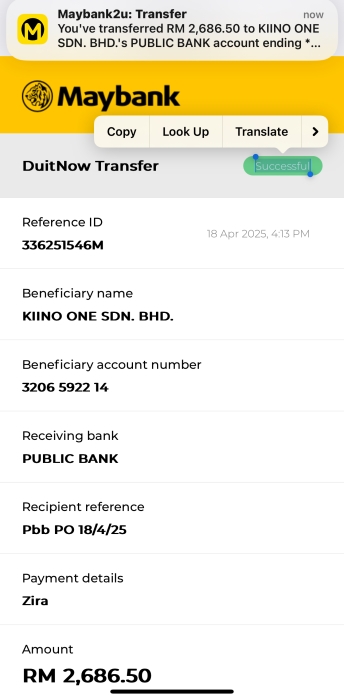 Maybank2u: Transfer
now
You've transferred RM 2,686.50 to KIINO ONE
SDN. BHD.'s PUBLIC BANK account ending *...
Maybank
Copy
Look Up
Translate
DuitNow Transfer
Successful
Reference ID
336251546M
18 Apr 2025, 4:13 PM
Beneficiary name
KIINO ONE SDN. BHD.
Beneficiary account number
3206 5922 14
Receiving bank
PUBLIC BANK
Recipient reference
Pbb PO 18/4/25
Payment details
Zira
Amount
RM 2,686.50